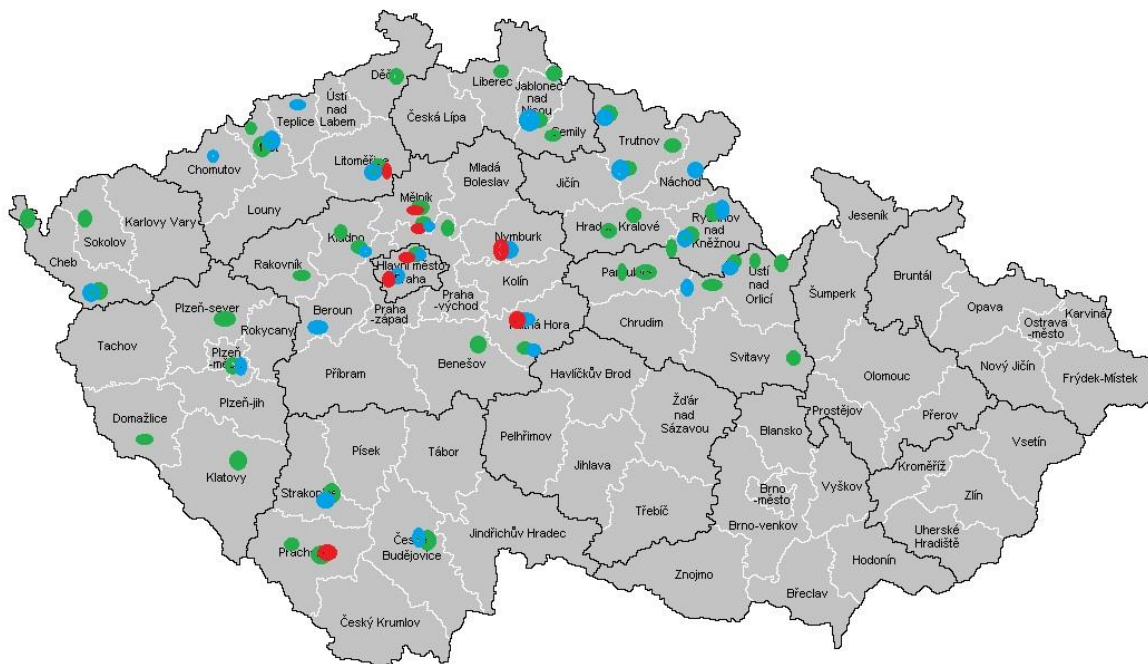 Děčín
Liberec
Jablonec
nad
Nisou
Ústí
nad
Labem
Teplice
Česká Lípa
Semily
Trutnov
Most
Chomutov
Litoměřice
Mladá
Boleslav
Jičín
Náchod
Jeseník
Karlovy Vary
Louny
Mělník
Sokolov
Kladno
Nymburk
Hradec Králové
Rychnov
nad
Kněžnou
Cheb
Rakovník
Hlavní město
Praha
Kolín
Pardubice
Ústí
nad
Orlicí
Šumperk
Bruntál
Plzeň-sever
Beroun
Praha
-západ
Praha
-východ
Rokycany
Kutná Hora
Chrudim
Opava
Karviná
Ostrava
-město
Tachov
Plzeň
-město
Benešov
Svitavy
Nový Jičín
Příbram
Havlíčkův Brod
Olomouc
Frýdek-Místek
Plzeň-jih
Žďár
nad
Sázavou
Domažlice
Prostějov
Přerov
Písek
Tábor
Pelhřimov
Blansko
Vsetín
Klatovy
Jihlava
Kroměříž
Strakonice
Brno
-město
Vyškov
Zlín
Třebíč
Brno-venkov
Jindřichův Hradec
Uherské
Hradiště
České
Budějovice
Prachatice
Hodonín
Znojmo
Břeclav
Český Krumlov